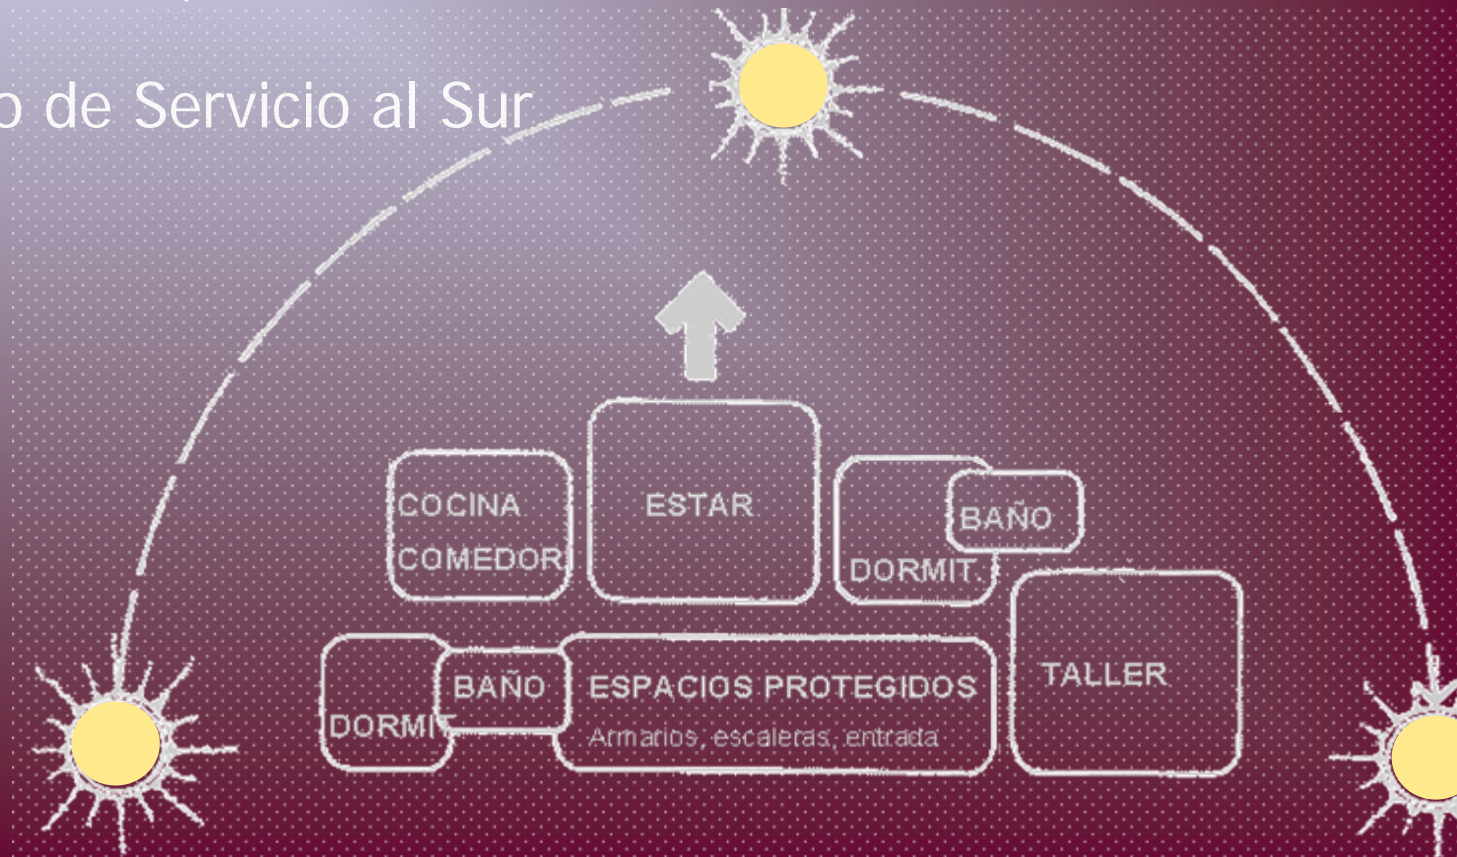 o de Servicio al Sur
COCINA
COMEDOR
ESTAR
BAÑO
DORMIT.
DORMIT
BAÑO
ESPACIOS PROTEGIDOS
Armarios, escaleras, entrada
TALLER